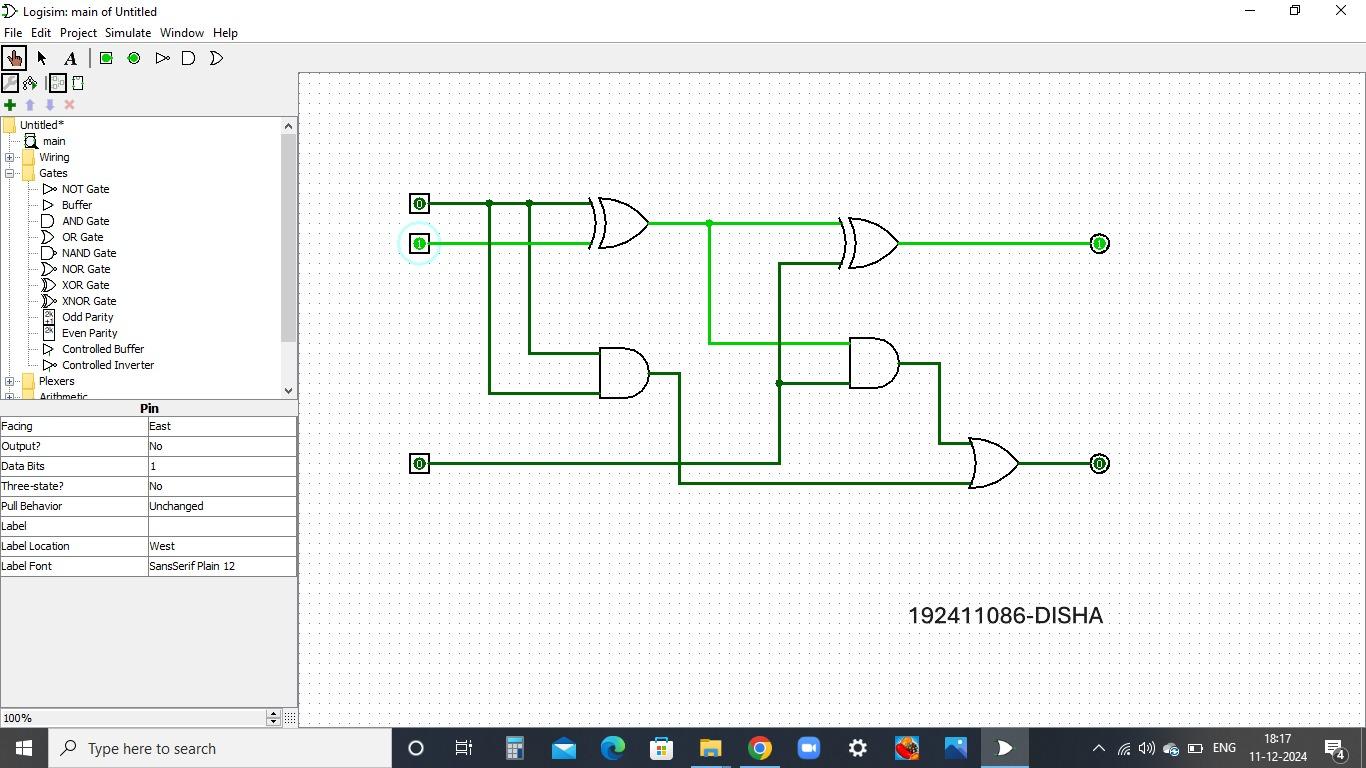 Logisim: main of Untitled
File Edit Project Simulate Window Help
A
Untitled*
main
Wiring
Gates
NOT Gate
Buffer
AND Gate
OR Gate
NAND Gate
NOR Gate
XOR Gate
XNOR Gate
Odd Parity
Even Parity
Controlled Buffer
Controlled Inverter
Plexers
Arithmetic
Pin
Facing East
Output? No
Data Bits 1
Three-state? No
Pull Behavior Unchanged
Label
Label Location West
Label Font SansSerif Plain 12
100%
0
1
0
1
0
192411086-DISHA
Type here to search
ENG
18:17
11-12-2024
4